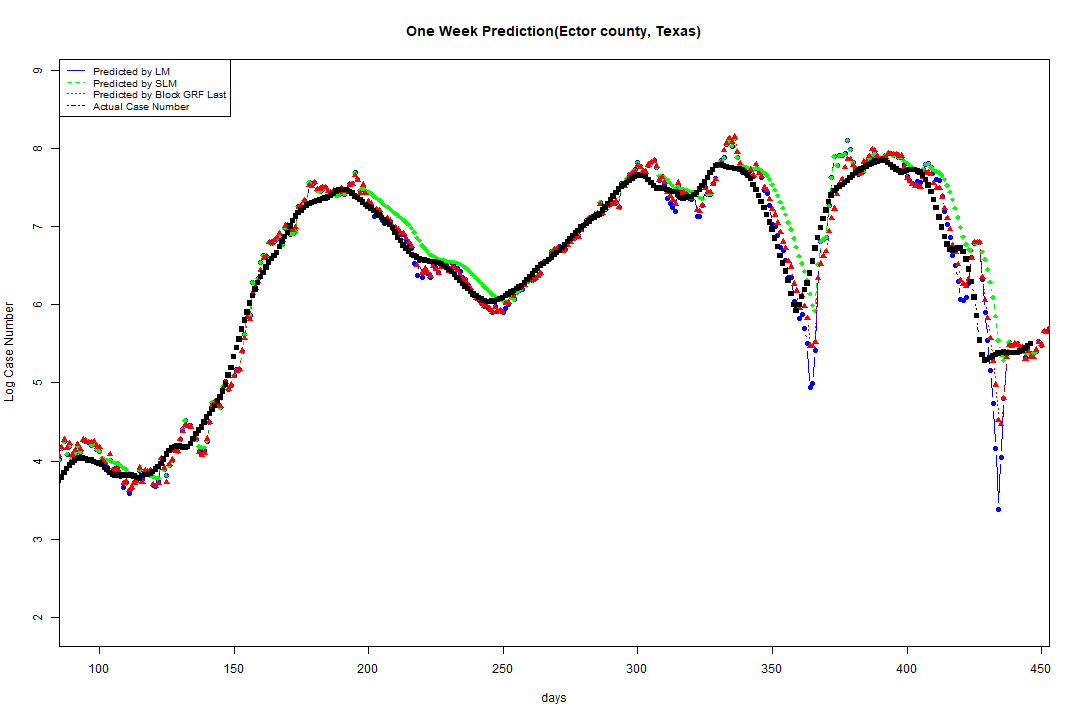 One Week Prediction(Ector county, Texas)
Predicted by LM
Predicted by SLM
Predicted by Block GRF Last
Actual Case Number
9
8
7
6
5
4
3
2
Log Case Number
100 150 200 250 300 350 400 450
days